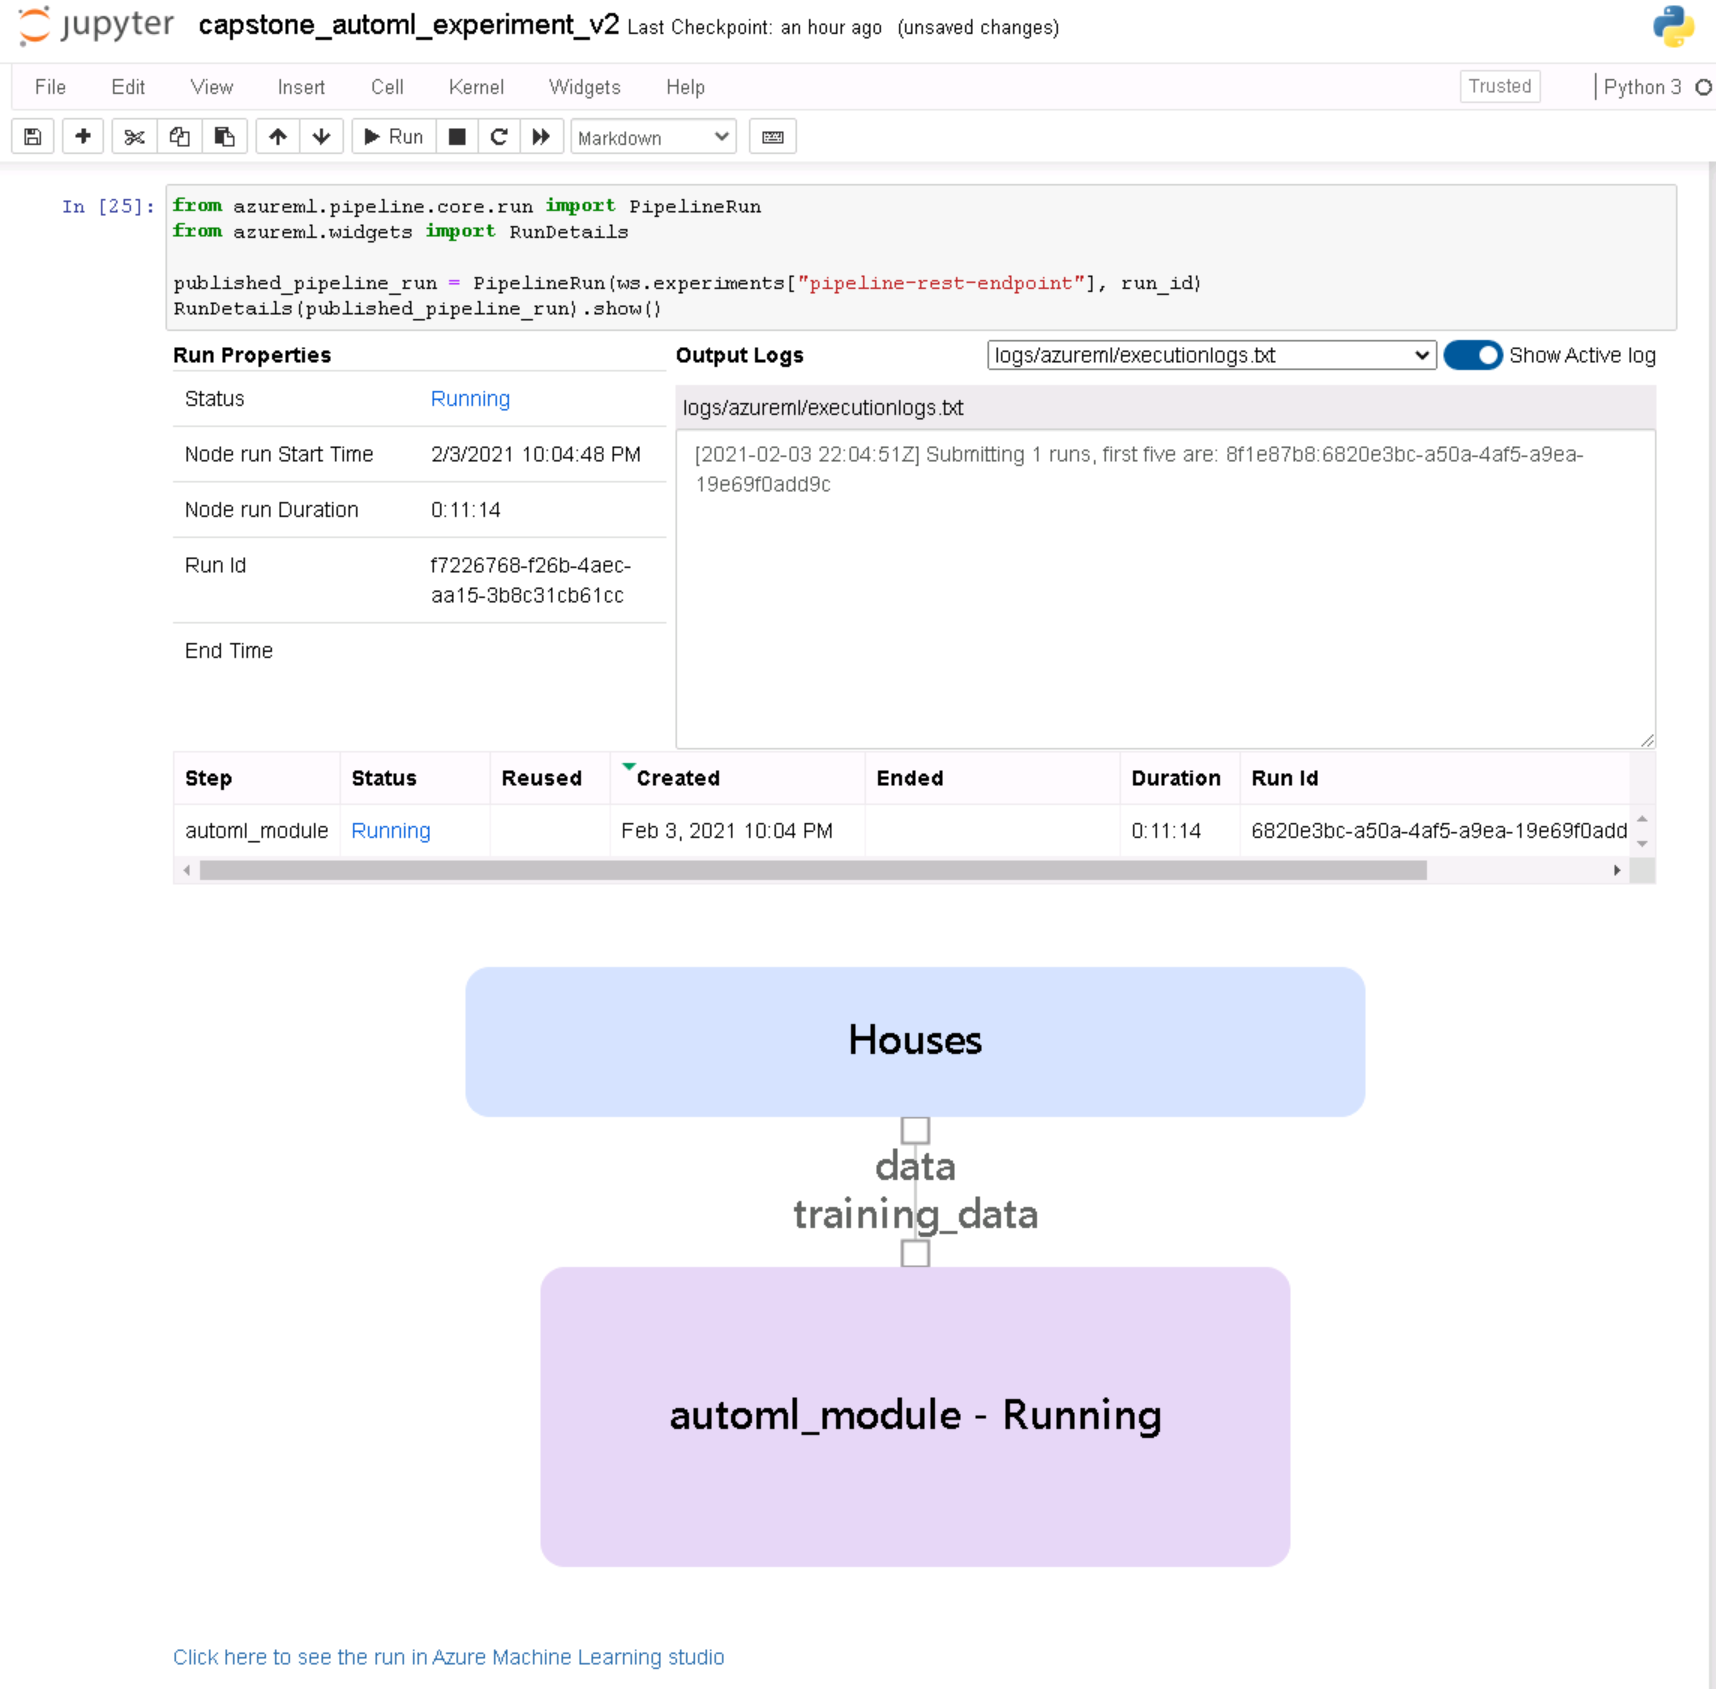 jupyter capstone_automl_experiment_v2 Last Checkpoint: an hour ago (unsaved changes)
File Edit View Insert Cell Kernel Widgets Help Trusted Python 3
Run Markdown
In [25]: from azureml.pipeline.core.run import PipelineRun
from azureml.widgets import RunDetails
published_pipeline_run = PipelineRun(ws.experiments["pipeline-rest-endpoint"], run_id)
RunDetails(published_pipeline_run).show()
Run Properties
Status Running
Node run Start Time 2/3/2021 10:04:48 PM
Node run Duration 0:11:14
Run Id f7226768-f26b-4aec-
aa15-3b8c31cb61cc
End Time
Output Logs logs/azureml/executionlogs.txt Show Active log
logs/azureml/executionlogs.txt
[2021-02-03 22:04:51Z] Submitting 1 runs, first five are: 8f1e87b8:6820e3bc-a50a-4af5-a9ea-
19e69f0add9c
Step Status Reused Created Ended Duration Run Id
automl_module Running Feb 3, 2021 10:04 PM 0:11:14 6820e3bc-a50a-4af5-a9ea-19e69f0add
Houses
data
training_data
automl_module - Running
Click here to see the run in Azure Machine Learning studio